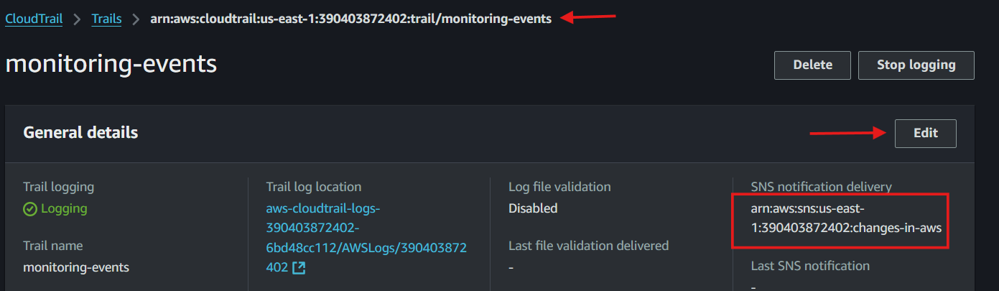 CloudTrail > Trails > arn:aws:cloudtrail:us-east-1:390403872402:trail/monitoring-events
monitoring-events
Delete
Stop logging
General details
Edit
Trail logging
Logging
Trail name
monitoring-events
Trail log location
aws-cloudtrail-logs-
390403872402-
6bd48cc112/AWSLogs/390403872
402
Log file validation
Disabled
Last file validation delivered
-
SNS notification delivery
arn:aws:sns:us-east-
1:390403872402:changes-in-aws
Last SNS notification
-